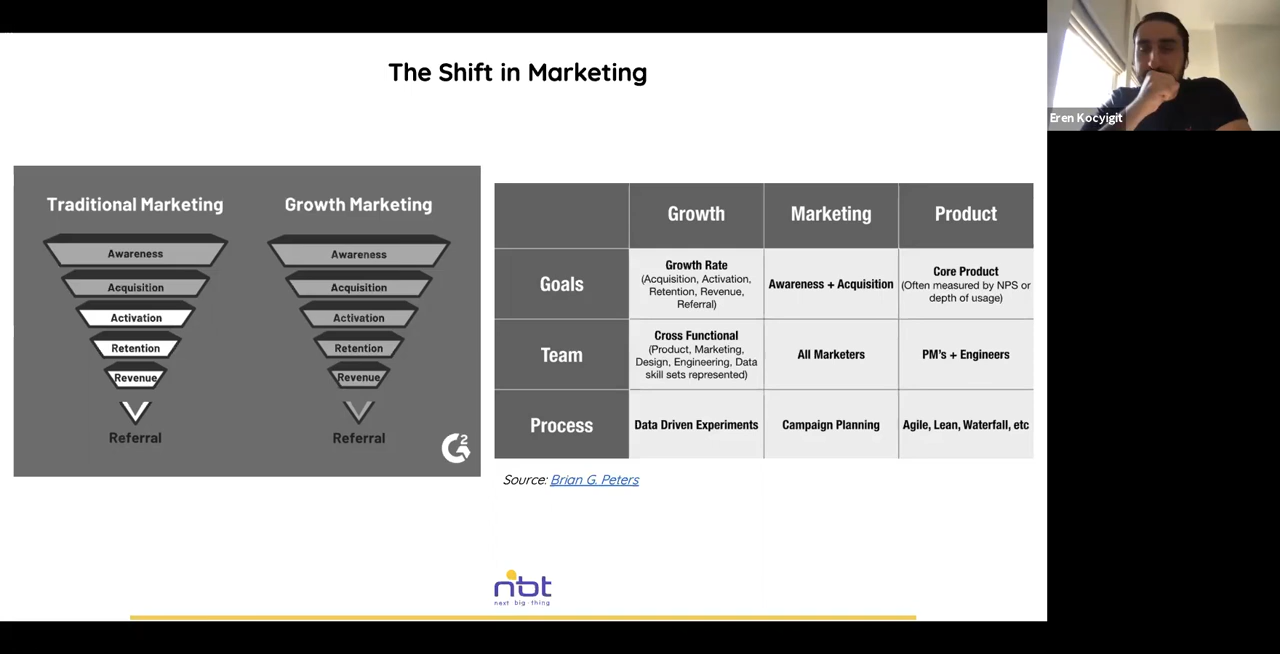 The Shift in Marketing
Eren Kocyigit
Traditional Marketing
Awareness
Acquisition
Activation
Retention
Revenue
Referral
Growth Marketing
Awareness
Acquisition
Activation
Retention
Revenue
Referral
G2
Growth
Marketing
Product
Goals
Growth Rate
(Acquisition, Activation,
Retention, Revenue,
Referral)
Awareness + Acquisition
Core Product
(Often measured by NPS or
depth of usage)
Team
Cross Functional
(Product, Marketing,
Design, Engineering, Data
skill sets represented)
All Marketers
PM's + Engineers
Process
Data Driven Experiments
Campaign Planning
Agile, Lean, Waterfall, etc
Source: Brian G. Peters
nbt
next big thing